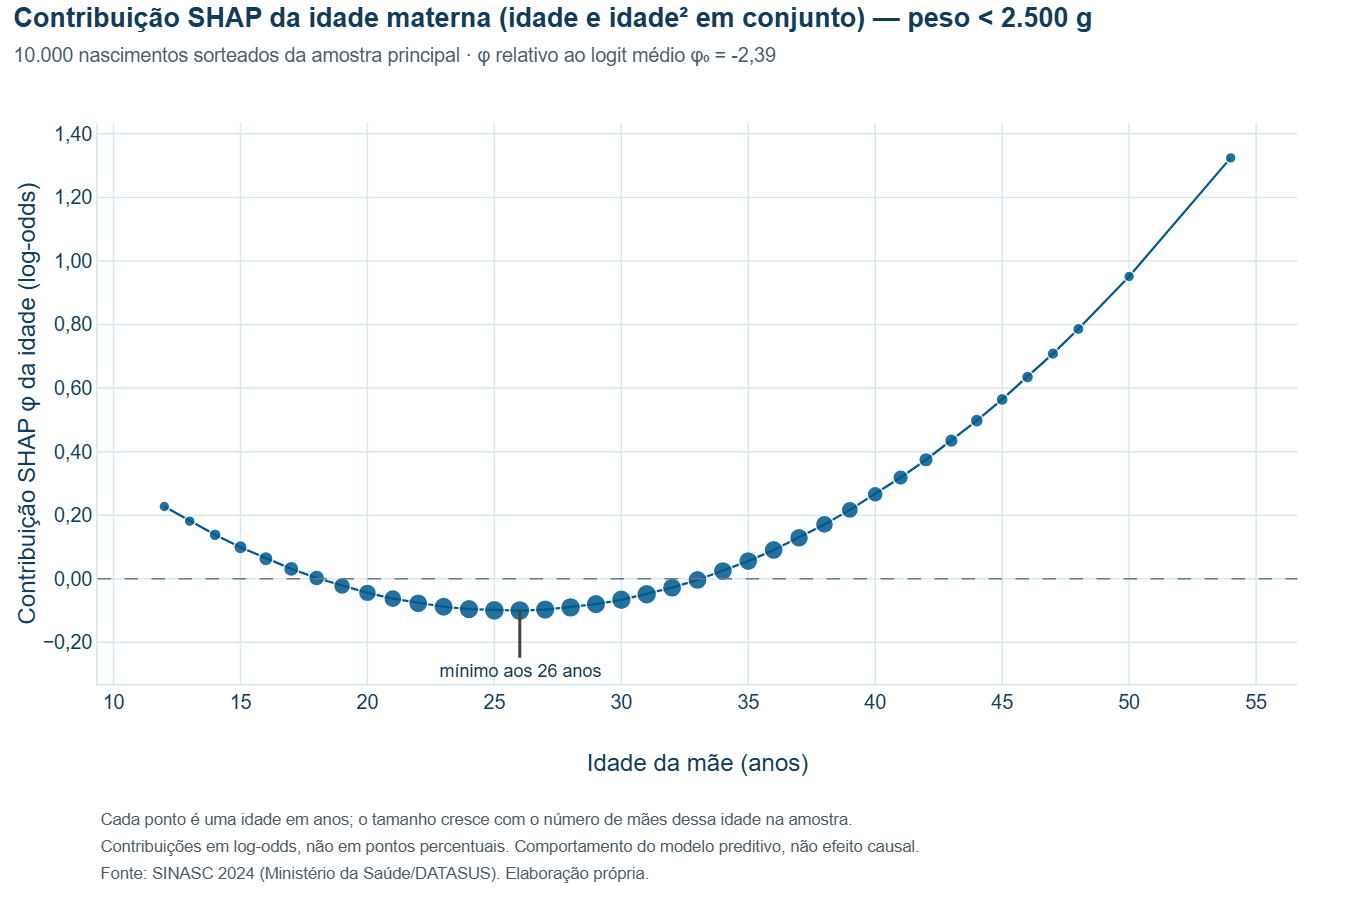 Contribuição SHAP da idade materna (idade e idade² em conjunto) — peso < 2.500 g
10.000 nascimentos sorteados da amostra principal · φ relativo ao logit médio φ₀ = -2,39
Contribuição SHAP φ da idade (log-odds)
1,40
1,20
1,00
0,80
0,60
0,40
0,20
0,00
−0,20
mínimo aos 26 anos
10 15 20 25 30 35 40 45 50 55
Idade da mãe (anos)
Cada ponto é uma idade em anos; o tamanho cresce com o número de mães dessa idade na amostra.
Contribuições em log-odds, não em pontos percentuais. Comportamento do modelo preditivo, não efeito causal.
Fonte: SINASC 2024 (Ministério da Saúde/DATASUS). Elaboração própria.